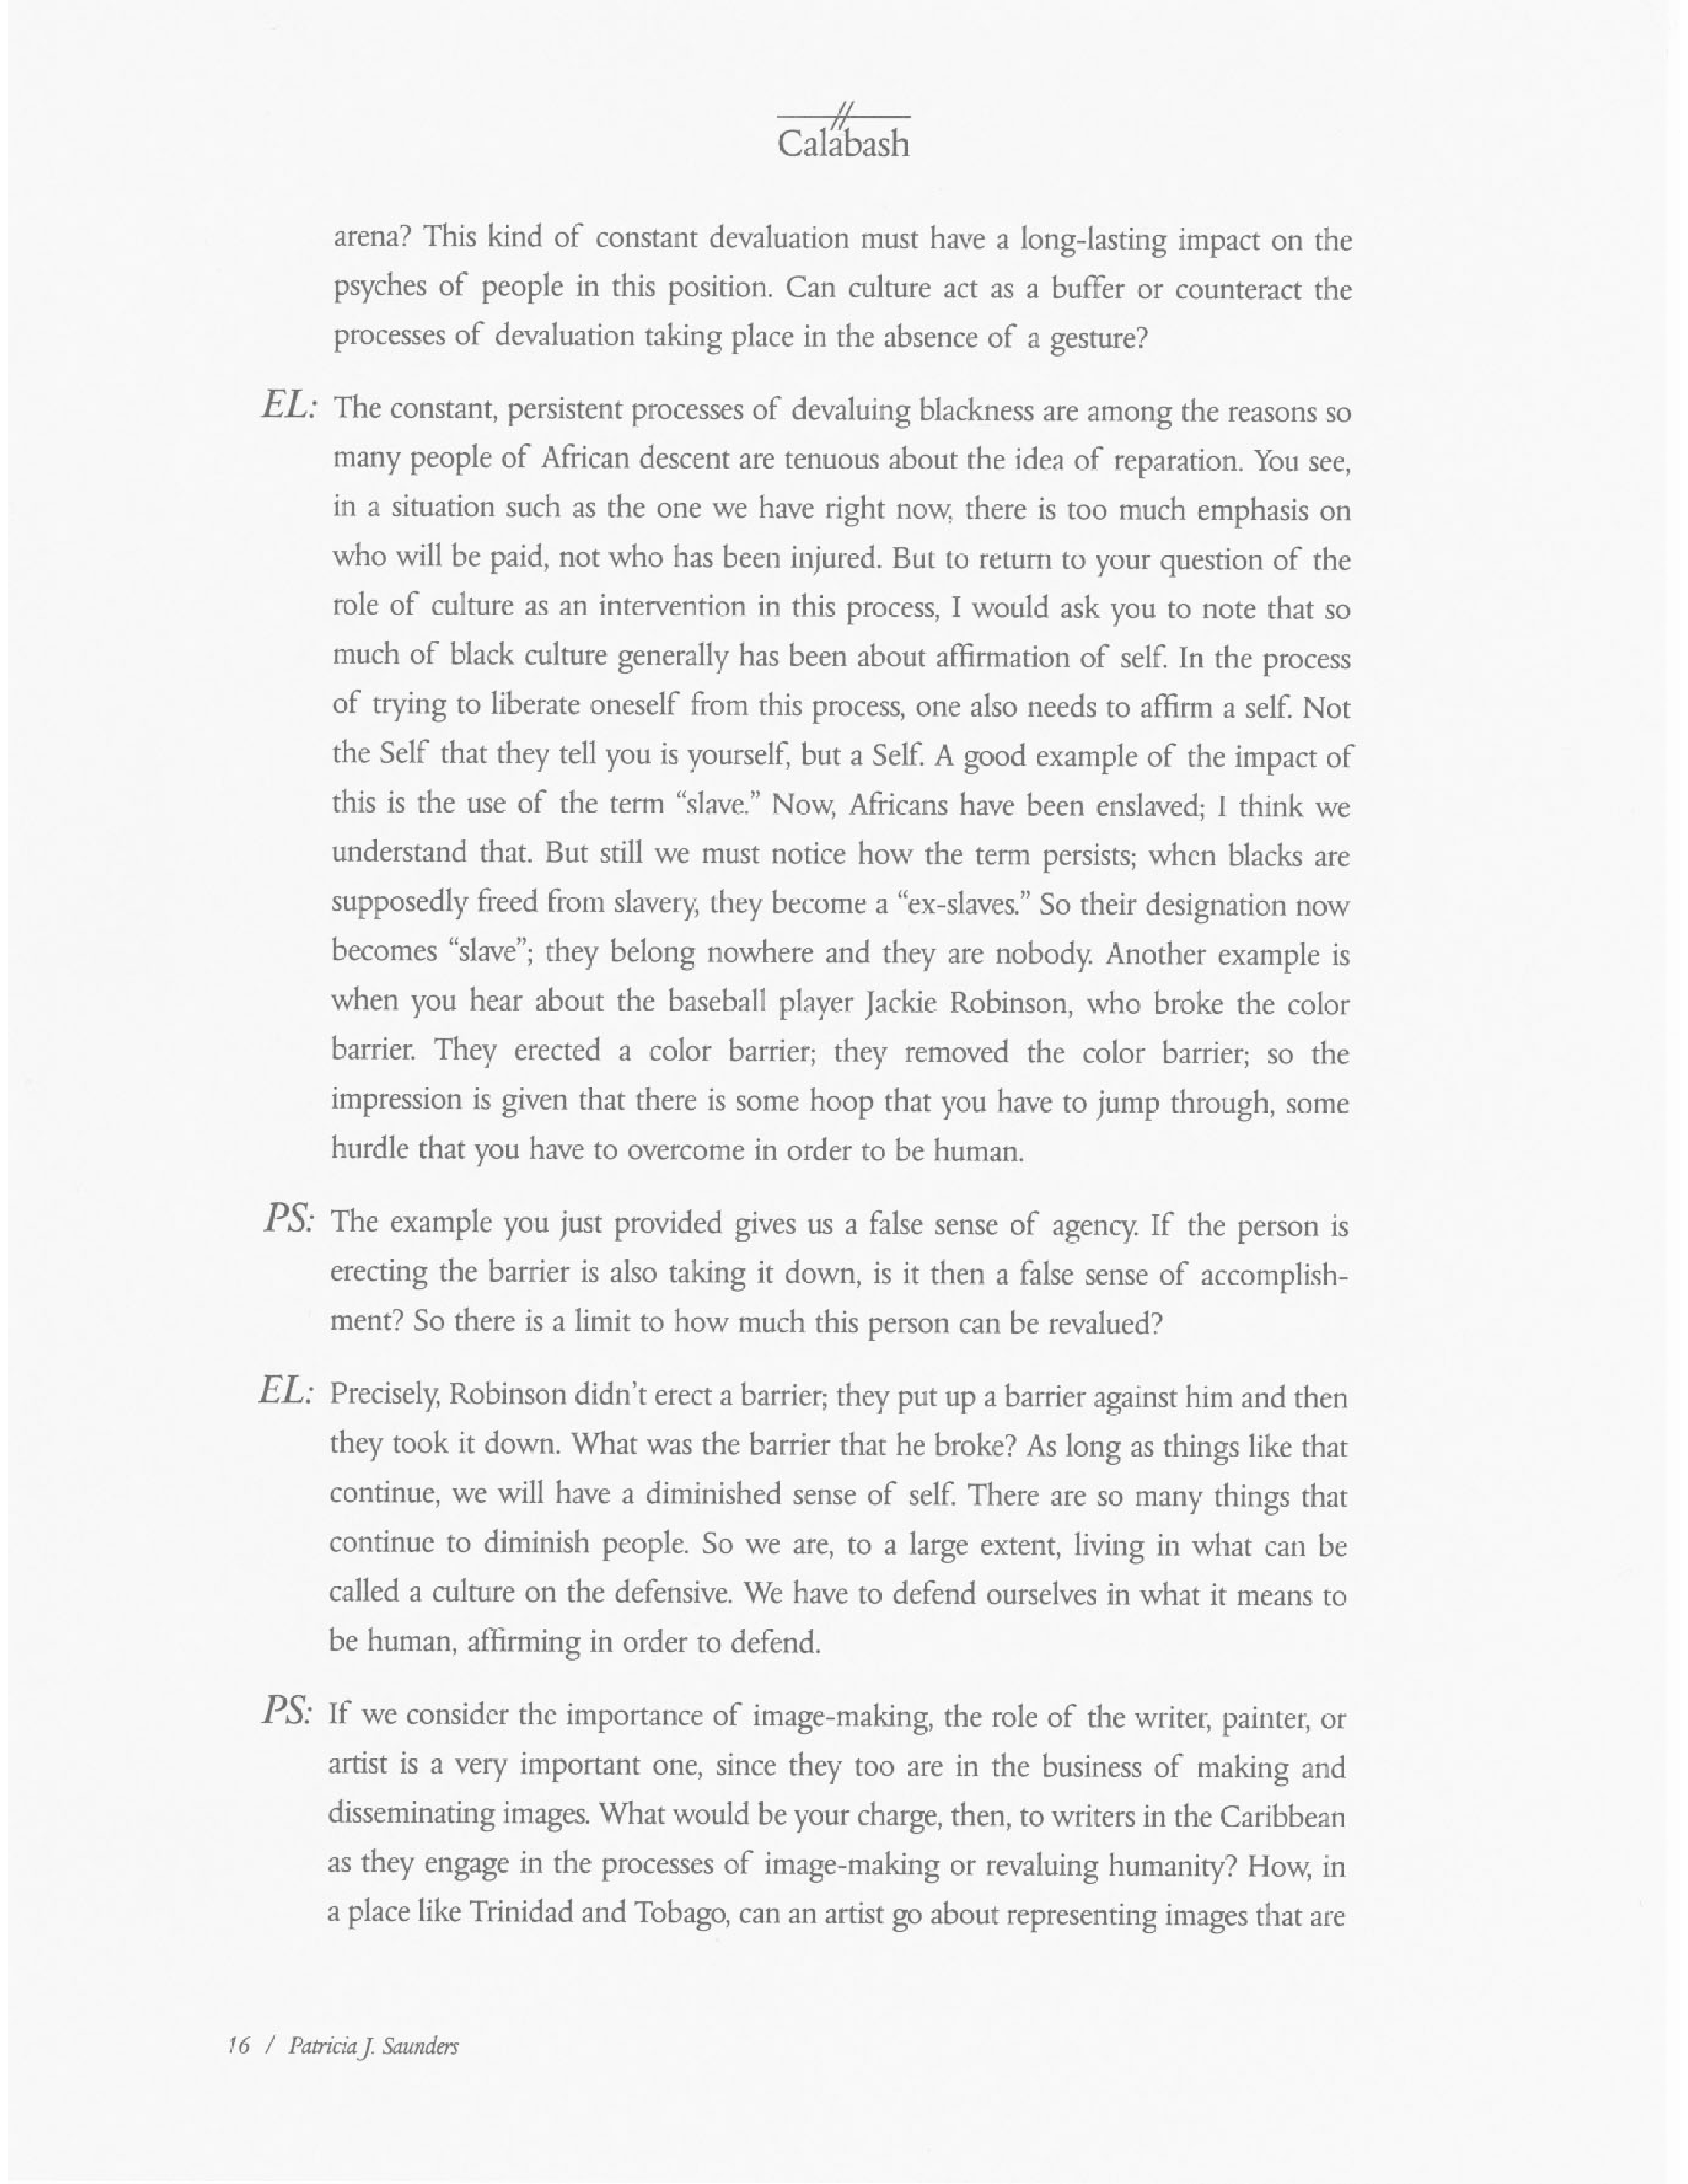 Calabash
arena? This kind of constant devaluation must have a long-lasting impact on the
psyches of people in this position. Can culture act as a buffer or counteract the
processes of devaluation taking place in the absence of a gesture?
EL: The constant, persistent processes of devaluing blackness are among the reasons so
many people of African descent are tenuous about the idea of reparation. You see,
in a situation such as the one we have right now, there is too much emphasis on
who will be paid, not who has been injured. But to return to your question of the
role of culture as an intervention in this process, I would ask you to note that so
much of black culture generally has been about affirmation of self. In the process
of trying to liberate oneself from this process, one also needs to affirm a self. Not
the Self that they tell you is yourself, but a Self. A good example of the impact of
this is the use of the term “slave.” Now, Africans have been enslaved; I think we
understand that. But still we must notice how the term persists; when blacks are
supposedly freed from slavery, they become a “ex-slaves.” So their designation now
becomes “slave”; they belong nowhere and they are nobody. Another example is
when you hear about the baseball player Jackie Robinson, who broke the color
barrier. They erected a color barrier; they removed the color barrier; so the
impression is given that there is some hoop that you have to jump through, some
hurdle that you have to overcome in order to be human.
PS: The example you just provided gives us a false sense of agency. If the person is
erecting the barrier is also taking it down, is it then a false sense of accomplish-
ment? So there is a limit to how much this person can be revalued?
EL: Precisely, Robinson didn’t erect a barrier; they put up a barrier against him and then
they took it down. What was the barrier that he broke? As long as things like that
continue, we will have a diminished sense of self. There are so many things that
continue to diminish people. So we are, to a large extent, living in what can be
called a culture on the defensive. We have to defend ourselves in what it means to
be human, affirming in order to defend.
PS: If we consider the importance of image-making, the role of the writer, painter, or
artist is a very important one, since they too are in the business of making and
disseminating images. What would be your charge, then, to writers in the Caribbean
as they engage in the processes of image-making or revaluing humanity? How, in
a place like Trinidad and Tobago, can an artist go about representing images that are
16 / Patricia J. Saunders